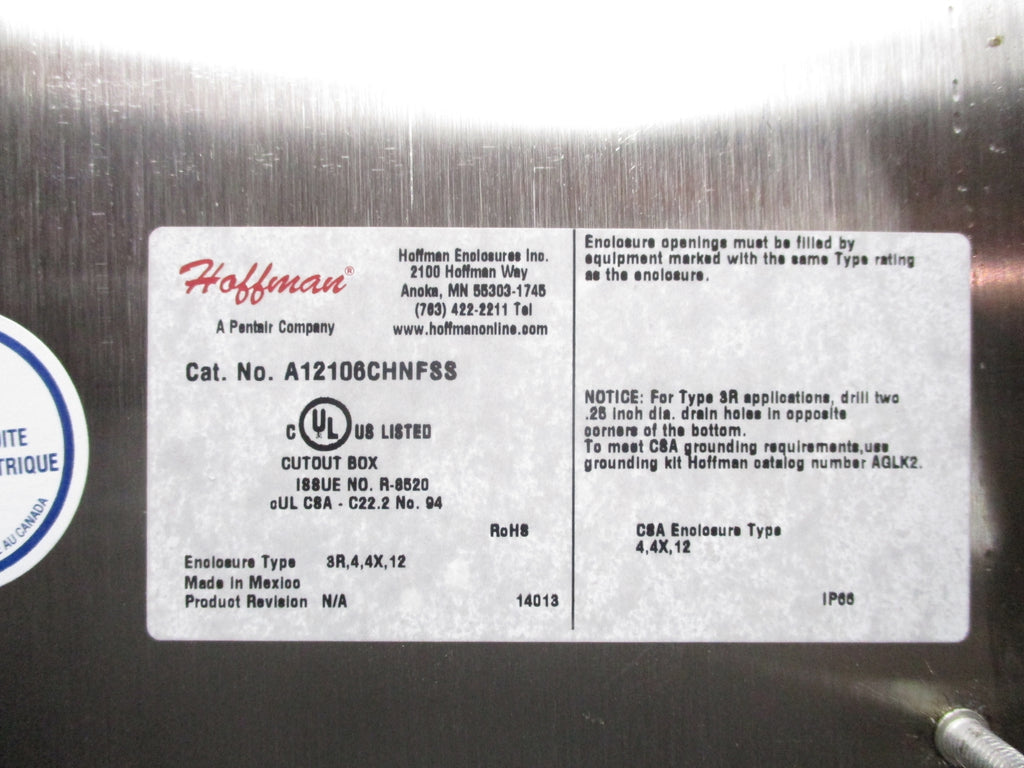 Hoffman®
A Pentair Company
Hoffman Enclosures Inc.
2100 Hoffman Way
Anoka, MN 55303-1745
(763) 422-2211 Tel
www.hoffmanonline.com
Cat. No. A12106CHNFSS
C UL US LISTED
CUTOUT BOX
ISSUE NO. R-8520
cUL CSA - C22.2 No. 94
RoHS
Enclosure Type 3R,4,4X,12
Made in Mexico
Product Revision N/A
14013
Enclosure openings must be filled by
equipment marked with the same Type rating
as the enclosure.
NOTICE: For Type 3R applications, drill two
.25 inch dia. drain holes in opposite
corners of the bottom.
To meet CSA grounding requirements,use
grounding kit Hoffman catalog number AGLK2.
CSA Enclosure Type
4,4X,12
IP66
UITE
TRIQUE
AU CANADA